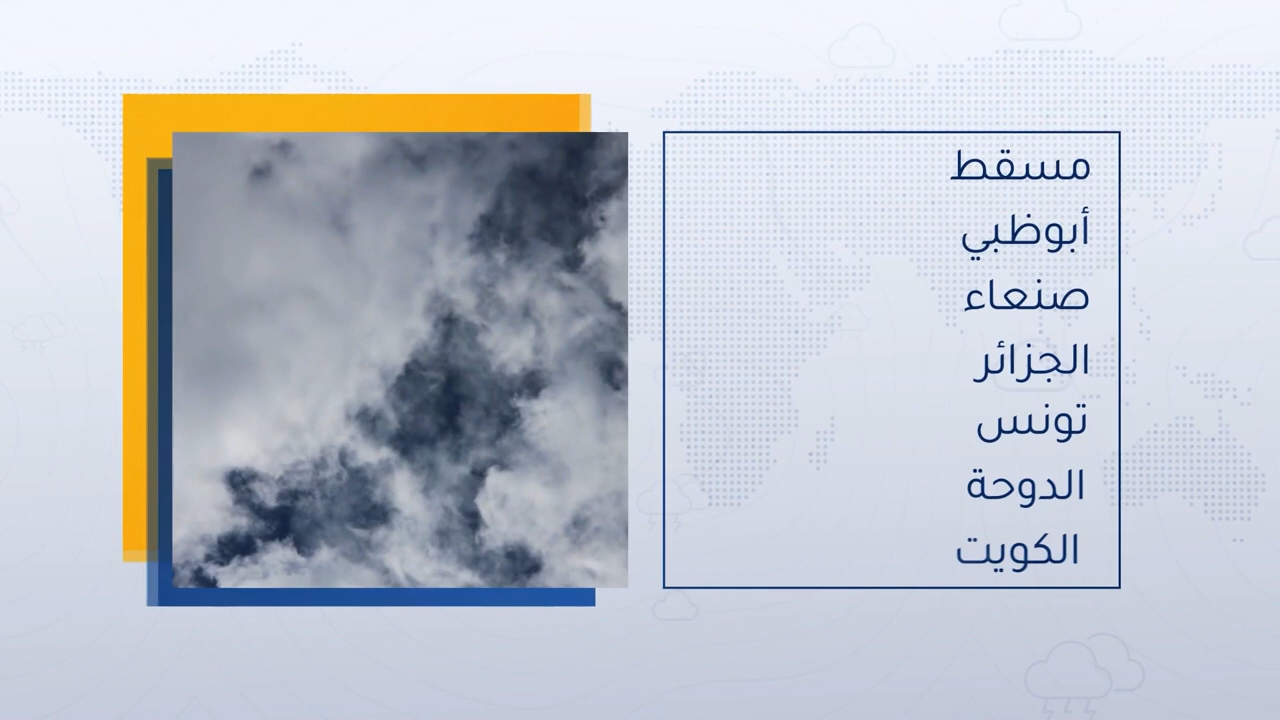 مسقط
أبوظبي
صنعاء
الجزائر
تونس
الدوحة
الكويت